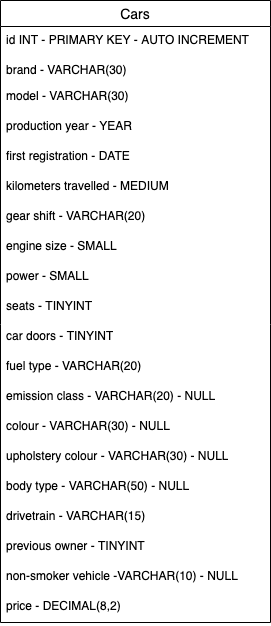 Cars
id INT - PRIMARY KEY - AUTO INCREMENT
brand - VARCHAR(30)
model - VARCHAR(30)
production year - YEAR
first registration - DATE
kilometers travelled - MEDIUM
gear shift - VARCHAR(20)
engine size - SMALL
power - SMALL
seats - TINYINT
car doors - TINYINT
fuel type - VARCHAR(20)
emission class - VARCHAR(20) - NULL
colour - VARCHAR(30) - NULL
upholstery colour - VARCHAR(30) - NULL
body type - VARCHAR(50) - NULL
drivetrain - VARCHAR(15)
previous owner - TINYINT
non-smoker vehicle -VARCHAR(10) - NULL
price - DECIMAL(8,2)